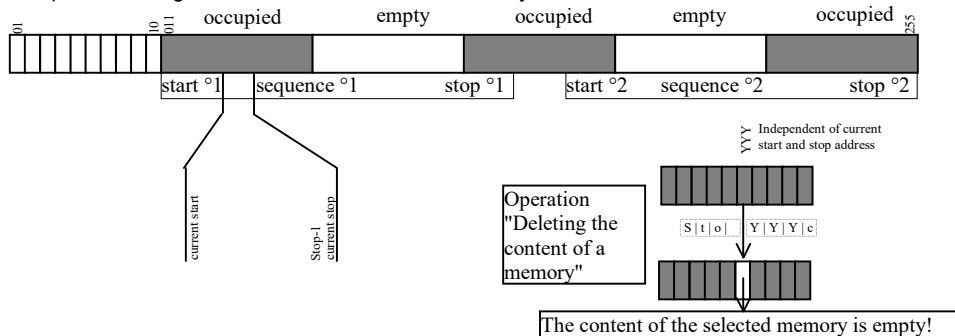 occupied empty occupied empty occupied
01 10 011 255
start °1 sequence °1 stop °1 start °2 sequence °2 stop °2
current start
Stop-1
current stop
YYY Independent of current
start and stop address
Operation
"Deleting the
content of a
memory"
S|t|o| Y|Y|Y|c
The content of the selected memory is empty!